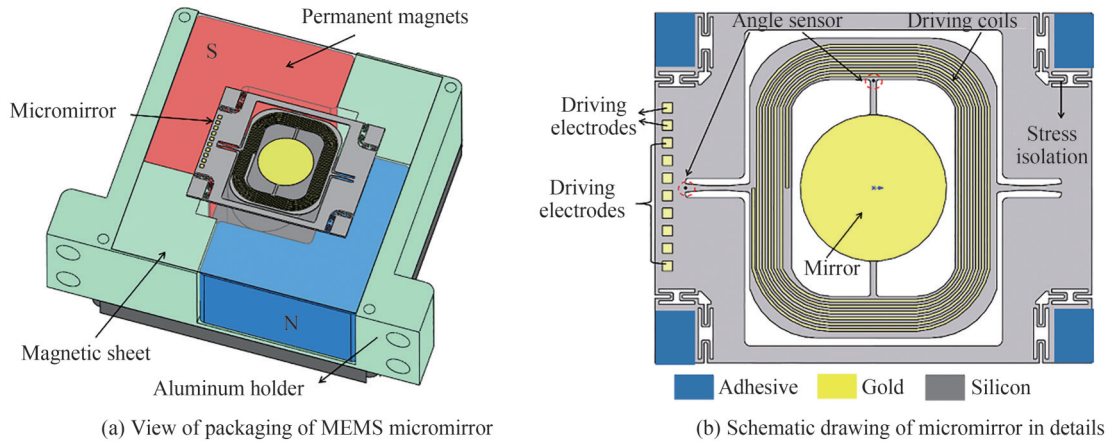 Permanent magnets
S
Micromirror
N
Magnetic sheet
Aluminum holder
(a) View of packaging of MEMS micromirror
Angle sensor
Driving coils
Driving
electrodes
Stress
isolation
Driving
electrodes
Mirror
Adhesive
Gold
Silicon
(b) Schematic drawing of micromirror in details